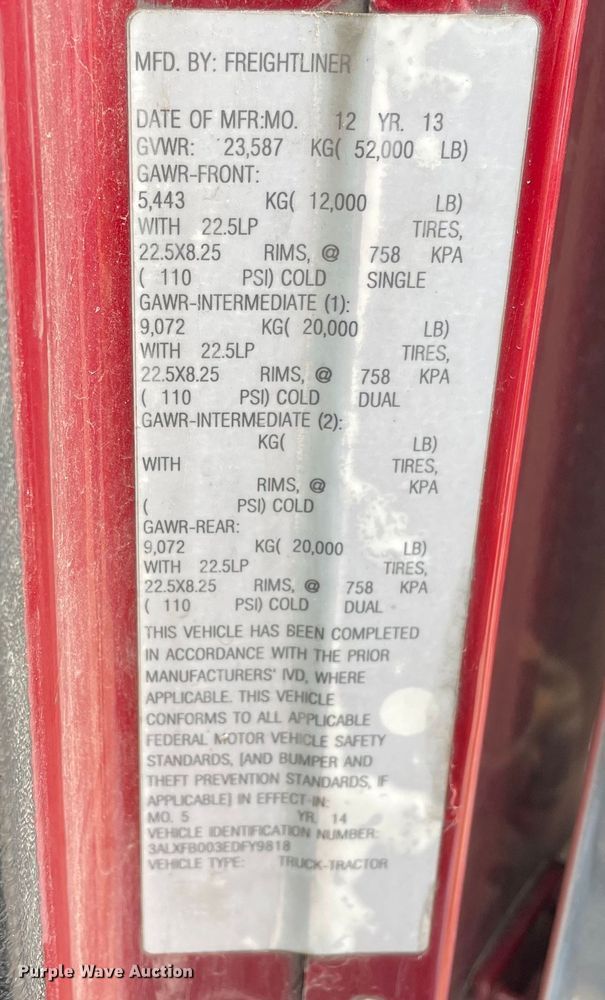 MFD. BY: FREIGHTLINER
DATE OF MFR:MO. 12 YR. 13
GVWR: 23,587 KG( 52,000 LB)
GAWR-FRONT:
5,443 KG( 12,000 LB)
WITH 22.5LP TIRES,
22.5X8.25 RIMS, @ 758 KPA
( 110 PSI) COLD SINGLE
GAWR-INTERMEDIATE (1):
9,072 KG( 20,000 LB)
WITH 22.5LP TIRES,
22.5X8.25 RIMS, @ 758 KPA
( 110 PSI) COLD DUAL
GAWR-INTERMEDIATE (2):
KG( LB)
WITH TIRES,
RIMS, @ KPA
( PSI) COLD
GAWR-REAR:
9,072 KG( 20,000 LB)
WITH 22.5LP TIRES,
22.5X8.25 RIMS, @ 758 KPA
( 110 PSI) COLD DUAL
THIS VEHICLE HAS BEEN COMPLETED
IN ACCORDANCE WITH THE PRIOR
MANUFACTURERS' IVD, WHERE
APPLICABLE. THIS VEHICLE
CONFORMS TO ALL APPLICABLE
FEDERAL MOTOR VEHICLE SAFETY
STANDARDS, [AND BUMPER AND
THEFT PREVENTION STANDARDS, IF
APPLICABLE] IN EFFECT IN:
MO. 5 YR. 14
VEHICLE IDENTIFICATION NUMBER:
3ALXFB003EDFY9818
VEHICLE TYPE: TRUCK-TRACTOR
Purple Wave Auction